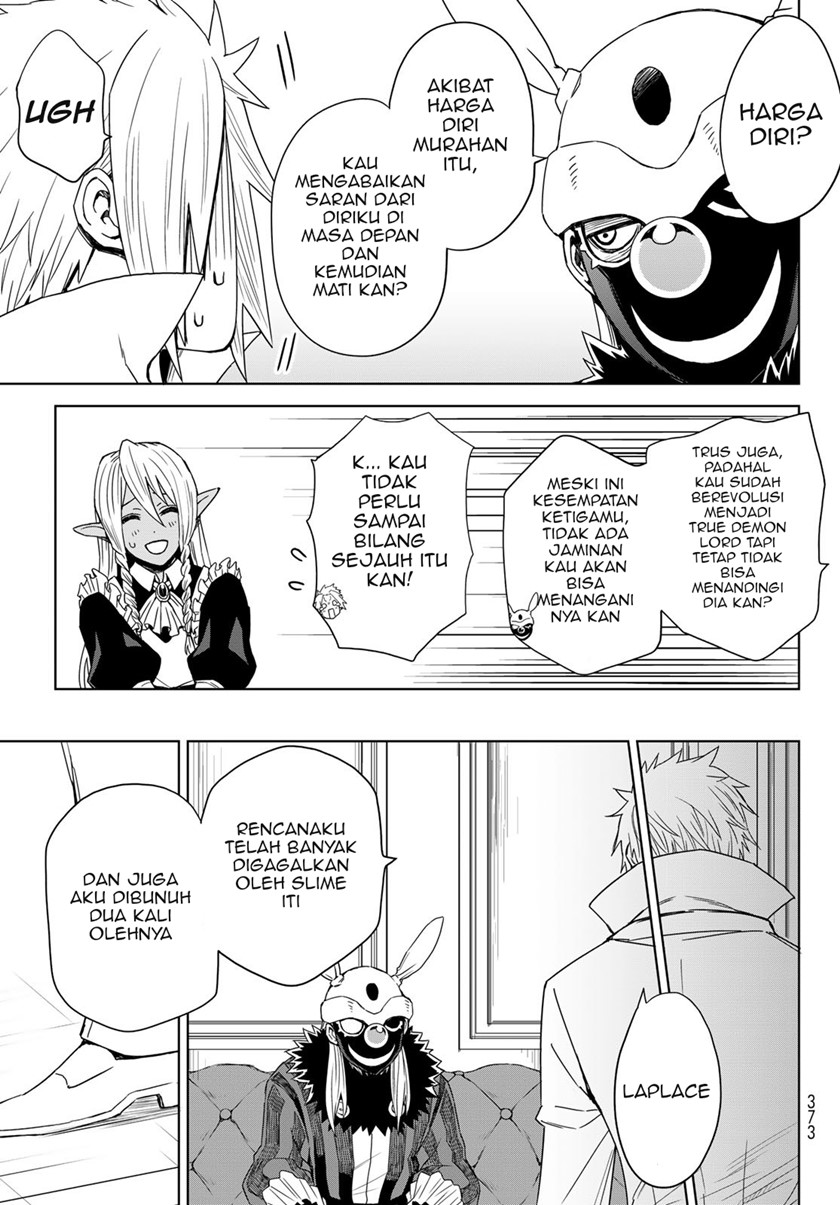 HARGA
DIRI?
AKIBAT
HARGA
DIRI
MURAHAN
ITU,
KAU
MENGABAIKAN
SARAN DARI
DIRIKU DI
MASA DEPAN
DAN
KEMUDIAN
MATI KAN?
UGH
TRUS JUGA,
PADAHAL
KAU SUDAH
BEREVOLUSI
MENJADI
TRUE DEMON
LORD TAPI
TETAP TIDAK
BISA
MENANDINGI
DIA KAN?
MESKI INI
KESEMPATAN
KETIGAMU,
TIDAK ADA
JAMINAN
KAU AKAN
BISA
MENANGANI
NYA KAN
K... KAU
TIDAK
PERLU
SAMPAI
BILANG
SEJAUH ITU
KAN!
LAPLACE
RENCANAKU
TELAH BANYAK
DIGAGALKAN
OLEH SLIME
ITI
DAN JUGA
AKU DIBUNUH
DUA KALI
OLEHNYA
373